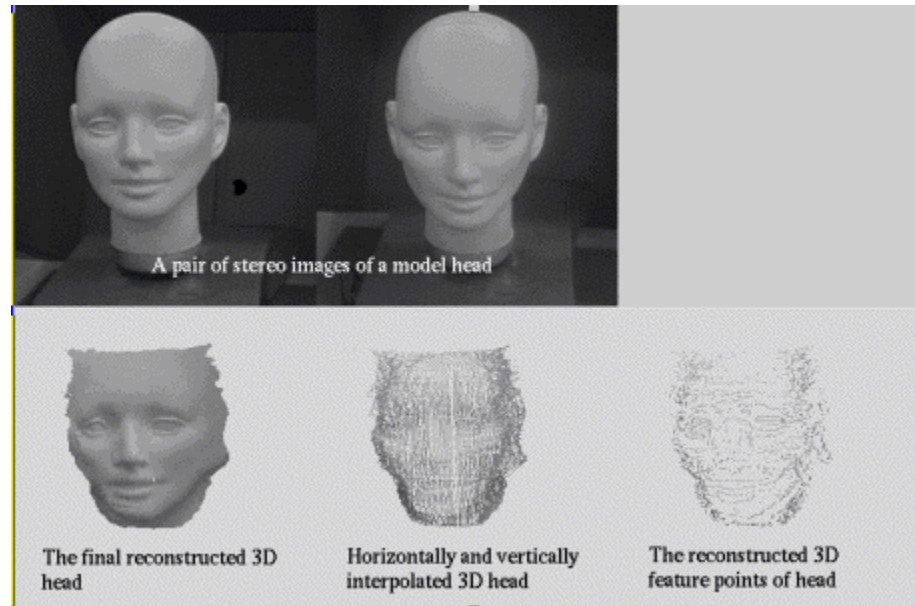 A pair of stereo images of a model head
The final reconstructed 3D
head
Horizontally and vertically
interpolated 3D head
The reconstructed 3D
feature points of head